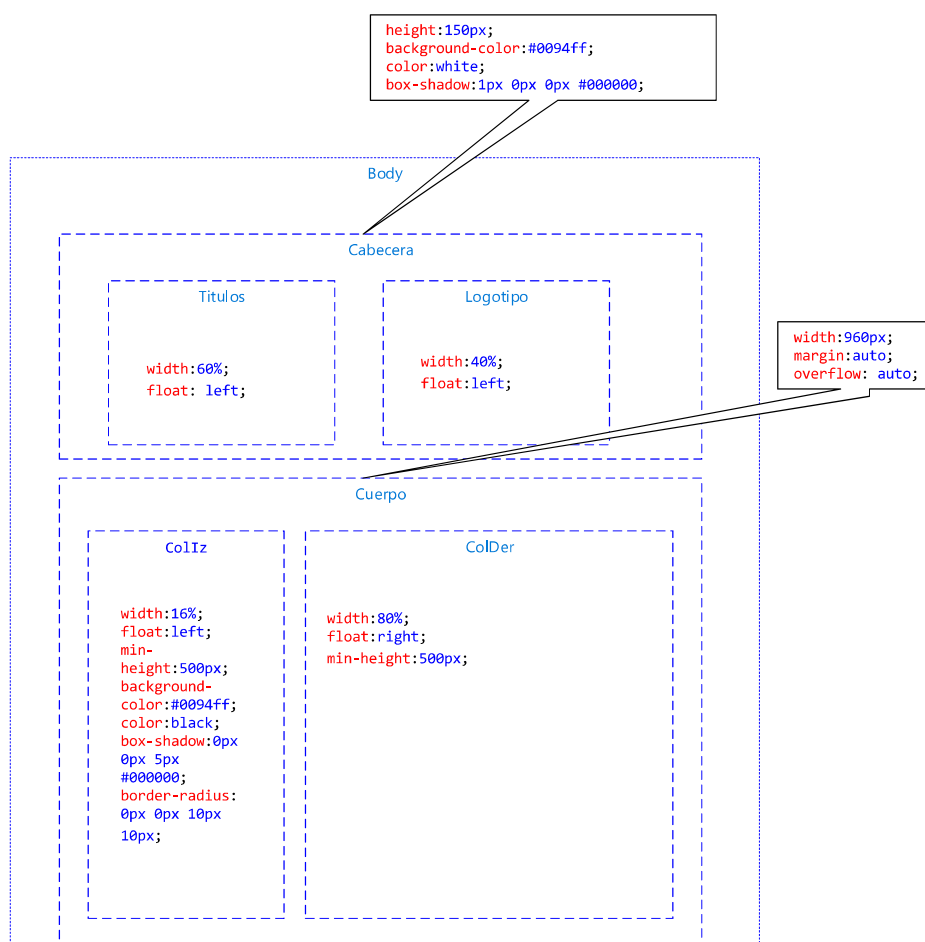 height:150px;
background-color:#0094ff;
color:white;
box-shadow:1px 0px 0px #000000;
Body
Cabecera
Titulos
width:60%;
float: left;
Logotipo
width:40%;
float:left;
width:960px;
margin:auto;
overflow: auto;
Cuerpo
ColIz
width:16%;
float:left;
min-
height:500px;
background-
color:#0094ff;
color:black;
box-shadow:0px
0px 5px
#000000;
border-radius:
0px 0px 10px
10px;
ColDer
width:80%;
float:right;
min-height:500px;